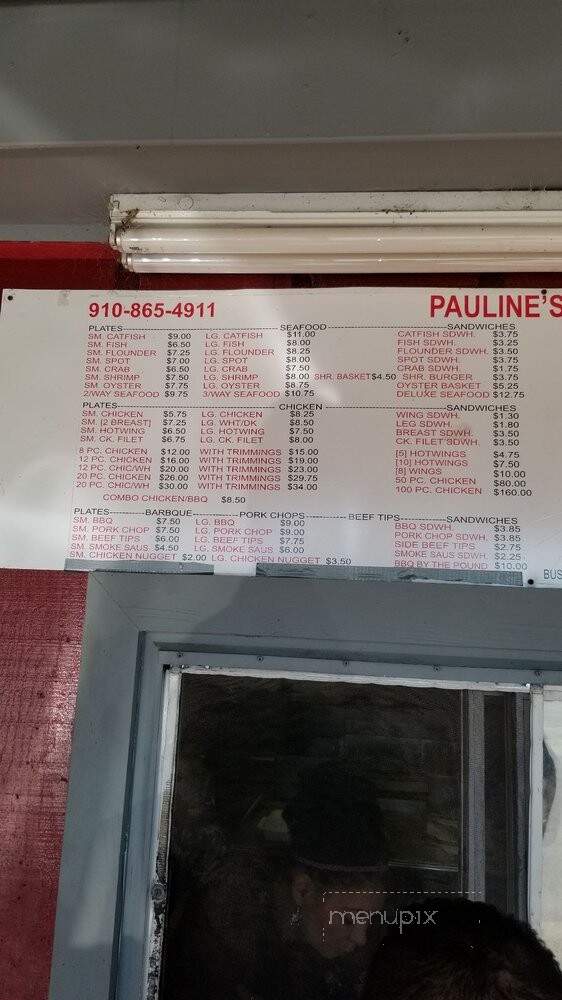 910-865-4911 PAULINE'S
PLATES SEAFOOD SANDWICHES
SM. CATFISH $9.00 LG. CATFISH $11.00 CATFISH SDWH. $3.75
SM. FISH $6.50 LG. FISH $8.00 FISH SDWH. $3.25
SM. FLOUNDER $7.25 LG. FLOUNDER $8.25 FLOUNDER SDWH. $3.50
SM. SPOT $7.00 LG. SPOT $8.00 SPOT SDWH. $3.75
SM. CRAB $6.50 LG. CRAB $7.50 CRAB SDWH. $1.75
SM. SHRIMP $7.50 LG. SHRIMP $8.00 SHR. BASKET $4.50 SHR. BURGER $3.75
SM. OYSTER $7.75 LG. OYSTER $8.75 OYSTER BASKET $5.25
2/WAY SEAFOOD $9.75 3/WAY SEAFOOD $10.75 DELUXE SEAFOOD $12.75
PLATES CHICKEN SANDWICHES
SM. CHICKEN $5.75 LG. CHICKEN $8.25 WING SDWH. $1.30
SM. [2 BREAST] $7.25 LG. WHT/DK $8.50 LEG SDWH. $1.80
SM. HOTWING $6.50 LG. HOTWING $7.50 BREAST SDWH. $3.50
SM. CK. FILET $6.75 LG. CK. FILET $8.00 CK. FILET SDWH. $3.50
8 PC. CHICKEN $12.00 WITH TRIMMINGS $15.00 [5] HOTWINGS $4.75
12 PC. CHICKEN $16.00 WITH TRIMMINGS $19.00 [10] HOTWINGS $7.50
12 PC. CHIC/WH $20.00 WITH TRIMMINGS $23.00 [8] WINGS $10.00
20 PC. CHICKEN $26.00 WITH TRIMMINGS $29.75 50 PC. CHICKEN $80.00
20 PC. CHIC/WH $30.00 WITH TRIMMINGS $34.00 100 PC. CHICKEN $160.00
COMBO CHICKEN/BBQ $8.50
PLATES BARBQUE PORK CHOPS BEEF TIPS SANDWICHES
SM. BBQ $7.50 LG. BBQ $9.00 BBQ SDWH. $3.85
SM. PORK CHOP $7.50 LG. PORK CHOP $9.00 PORK CHOP SDWH. $3.85
SM. BEEF TIPS $6.00 LG. BEEF TIPS $7.75 SIDE BEEF TIPS $2.75
SM. SMOKE SAUS. $4.50 LG. SMOKE SAUS. $6.00 SMOKE SAUS SDWH. $2.25
SM. CHICKEN NUGGET $2.00 LG. CHICKEN NUGGET $3.50 BBQ BY THE POUND $10.00
BUS
menupix